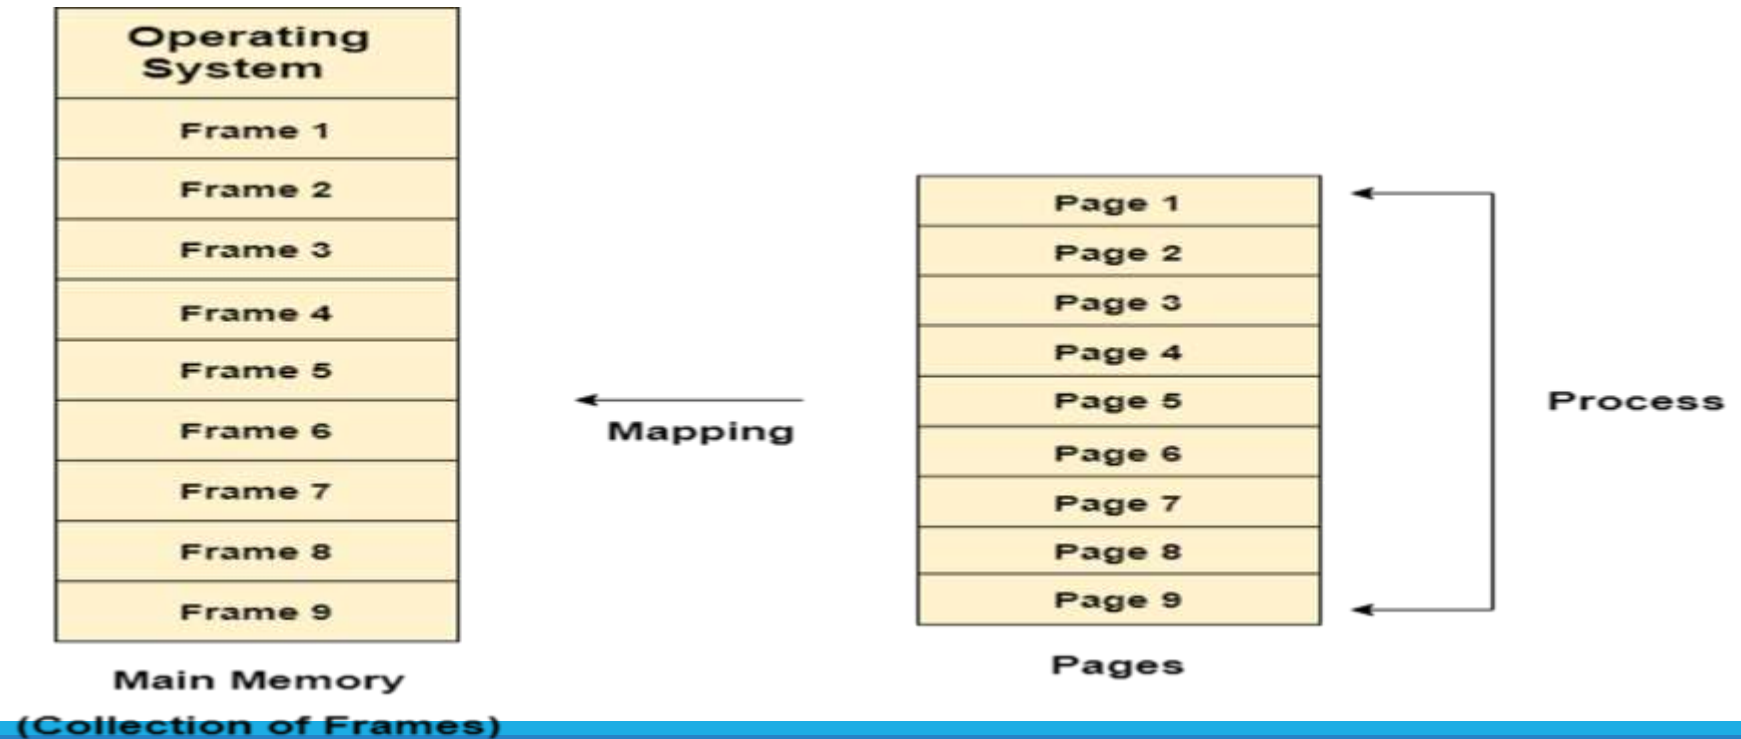 Operating
System
Frame 1
Frame 2
Frame 3
Frame 4
Frame 5
Frame 6
Frame 7
Frame 8
Frame 9
Main Memory
(Collection of Frames)
Mapping
Page 1
Page 2
Page 3
Page 4
Page 5
Page 6
Page 7
Page 8
Page 9
Pages
Process